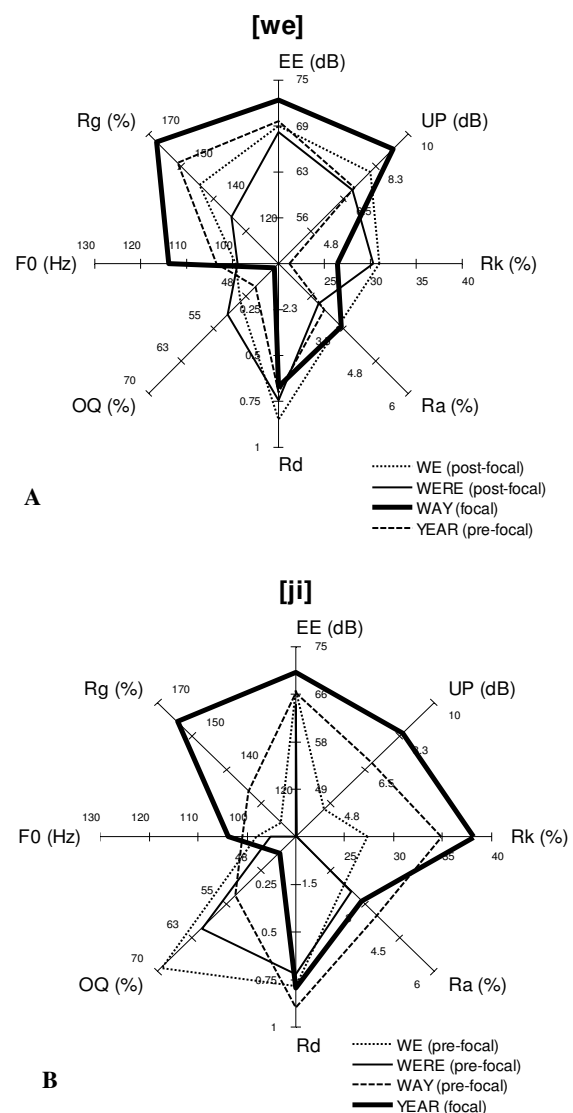 [we]
EE (dB)
75
69
63
56
UP (dB)
10
8.3
6.5
4.8
Rk (%)
25
35
40
Ra (%)
4.8
6
Rd
2.3
0.25
0.5
0.75
1
OQ (%)
48
55
63
70
F0 (Hz)
130
120
110
100
Rg (%)
170
150
140
120
WE (post-focal)
WERE (post-focal)
WAY (focal)
YEAR (pre-focal)
A
[ji]
EE (dB)
75
66
58
49
UP (dB)
10
8.3
6.5
4.8
Rk (%)
25
30
35
40
Ra (%)
1.5
4.5
6
Rd
0.25
0.5
0.75
1
OQ (%)
48
55
63
70
F0 (Hz)
130
120
110
100
Rg (%)
170
150
140
120
WE (pre-focal)
WERE (pre-focal)
WAY (pre-focal)
YEAR (focal)
B